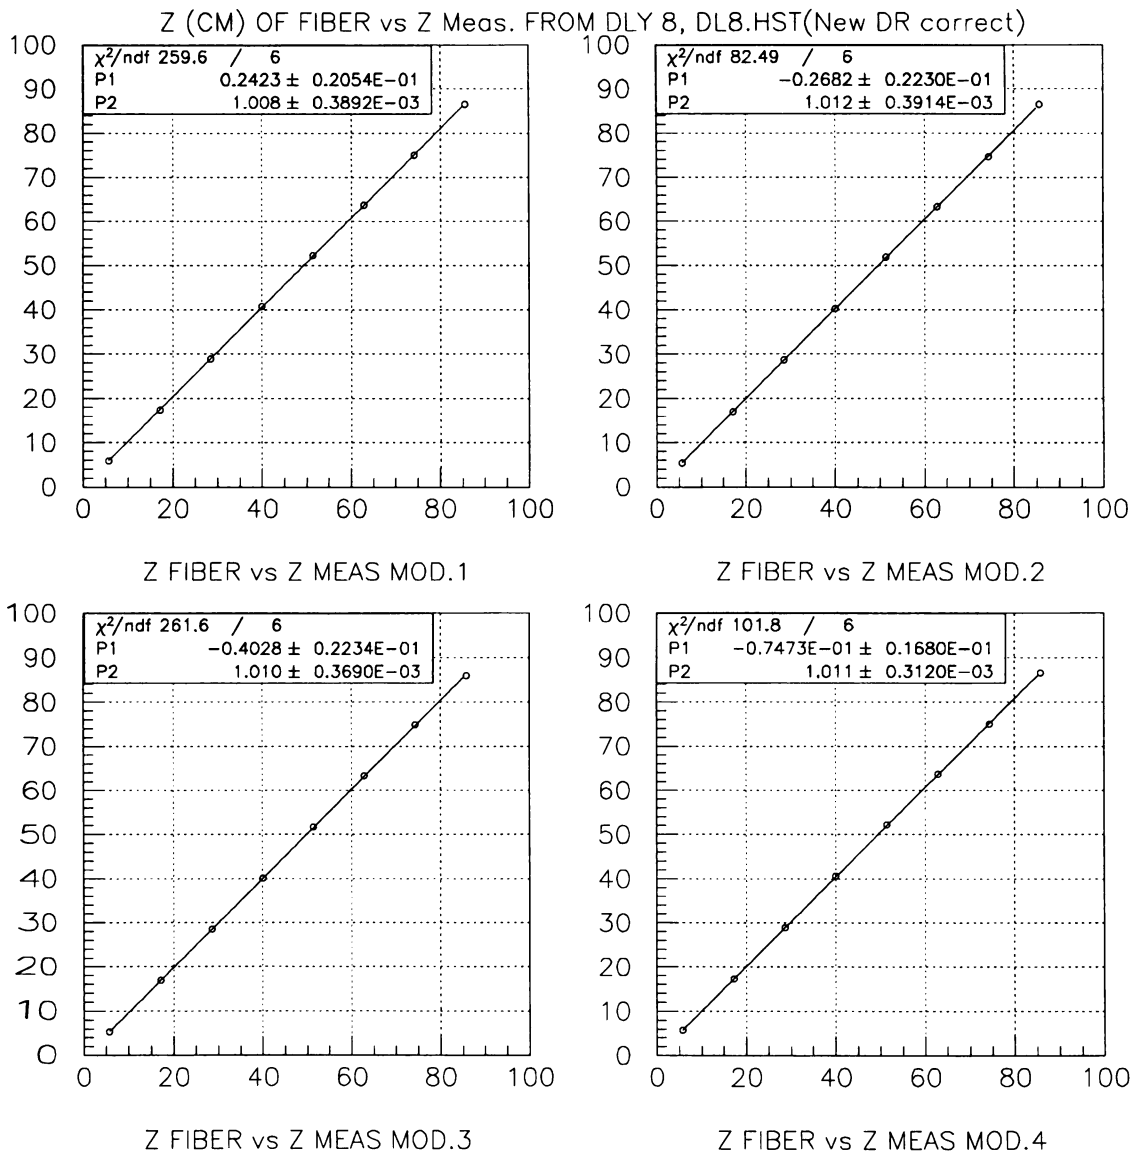 Z (CM) OF FIBER vs Z Meas. FROM DLY 8, DL8.HST(New DR correct)
χ²/ndf 259.6 / 6
P1 0.2423 ± 0.2054E-01
P2 1.008 ± 0.3892E-03
100
90
80
70
60
50
40
30
20
10
0
0 20 40 60 80 100
Z FIBER vs Z MEAS MOD.1
χ²/ndf 82.49 / 6
P1 -0.2682 ± 0.2230E-01
P2 1.012 ± 0.3914E-03
100
90
80
70
60
50
40
30
20
10
0
0 20 40 60 80 100
Z FIBER vs Z MEAS MOD.2
χ²/ndf 261.6 / 6
P1 -0.4028 ± 0.2234E-01
P2 1.010 ± 0.3690E-03
100
90
80
70
60
50
40
30
20
10
0
0 20 40 60 80 100
Z FIBER vs Z MEAS MOD.3
χ²/ndf 101.8 / 6
P1 -0.7473E-01 ± 0.1680E-01
P2 1.011 ± 0.3120E-03
100
90
80
70
60
50
40
30
20
10
0
0 20 40 60 80 100
Z FIBER vs Z MEAS MOD.4